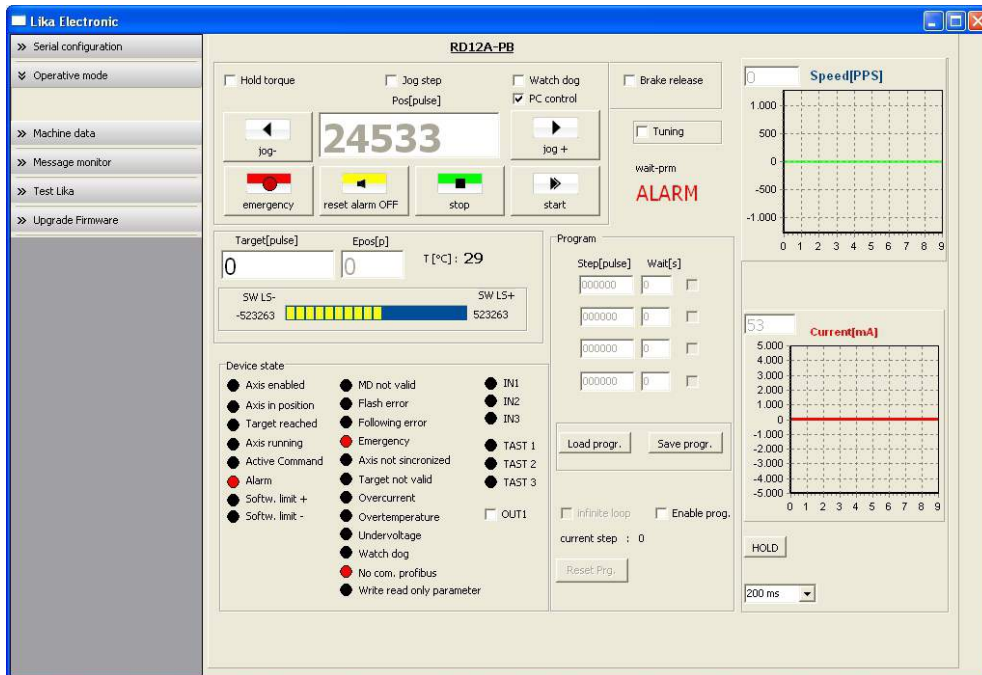 Lika Electronic
Serial configuration
Operative mode
Machine data
Message monitor
Test Lika
Upgrade Firmware
RD12A-PB
Hold torque
Jog step
Watch dog
PC control
Pos[pulse]
24533
jog-
jog +
emergency
reset alarm OFF
stop
start
Brake release
Tuning
wait-prm
ALARM
Target[pulse]
Epos[p]
0
0
T [°C] : 29
SW LS-
SW LS+
-523263
523263
Device state
Axis enabled
Axis in position
Target reached
Axis running
Active Command
Alarm
Softw. limit +
Softw. limit -
MD not valid
Flash error
Following error
Emergency
Axis not sincronized
Target not valid
Overcurrent
Overtemperature
Undervoltage
Watch dog
No com. profibus
Write read only parameter
IN1
IN2
IN3
TAST 1
TAST 2
TAST 3
OUT1
Program
Step[pulse] Wait[s]
000000 0
000000 0
000000 0
000000 0
Load progr.
Save progr.
Infinite loop
Enable prog.
current step : 0
Reset Prg.
0
Speed[PPS]
1.000
500
0
-500
-1.000
0 1 2 3 4 5 6 7 8 9
53
Current[mA]
5.000
4.000
3.000
2.000
1.000
0
-1.000
-2.000
-3.000
-4.000
-5.000
0 1 2 3 4 5 6 7 8 9
HOLD
200 ms